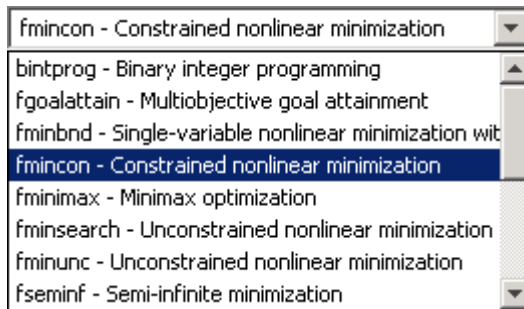 fmincon - Constrained nonlinear minimization
bintprog - Binary integer programming
fgoalattain - Multiobjective goal attainment
fminbnd - Single-variable nonlinear minimization wit
fmincon - Constrained nonlinear minimization
fminimax - Minimax optimization
fminsearch - Unconstrained nonlinear minimization
fminunc - Unconstrained nonlinear minimization
fseminf - Semi-infinite minimization